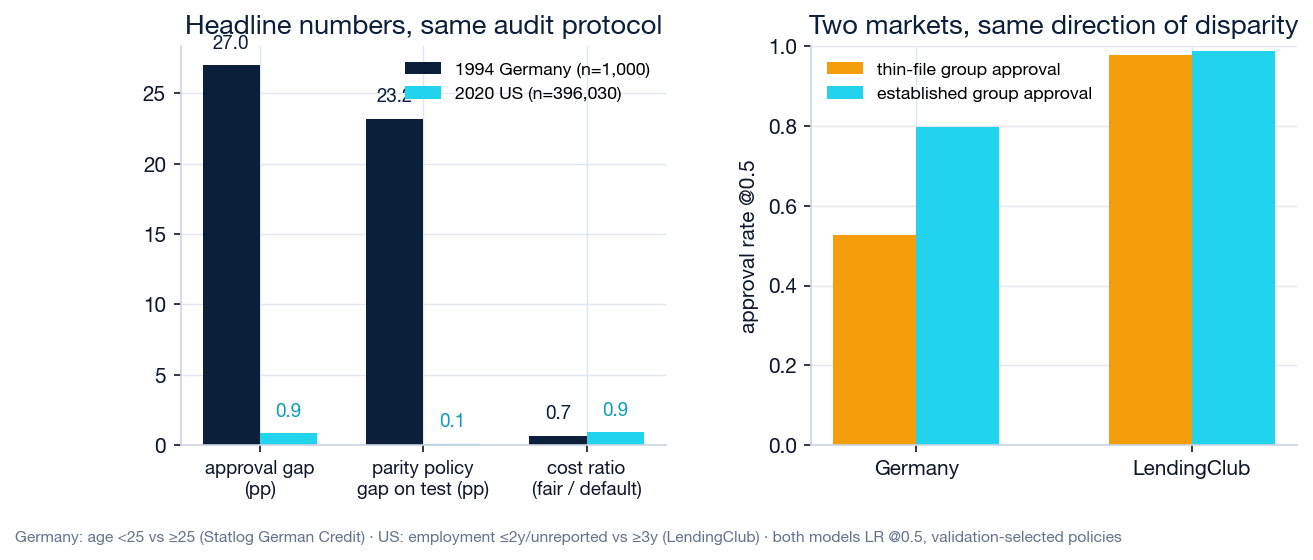 Headline numbers, same audit protocol
27.0
23.2
1994 Germany (n=1,000)
2020 US (n=396,030)
25
20
15
10
5
0
0.9
0.1
0.7
0.9
approval gap
(pp)
parity policy
gap on test (pp)
cost ratio
(fair / default)
Two markets, same direction of disparity
thin-file group approval
established group approval
approval rate @0.5
1.0
0.8
0.6
0.4
0.2
0.0
Germany
LendingClub
Germany: age <25 vs ≥25 (Statlog German Credit) · US: employment ≤2y/unreported vs ≥3y (LendingClub) · both models LR @0.5, validation-selected policies